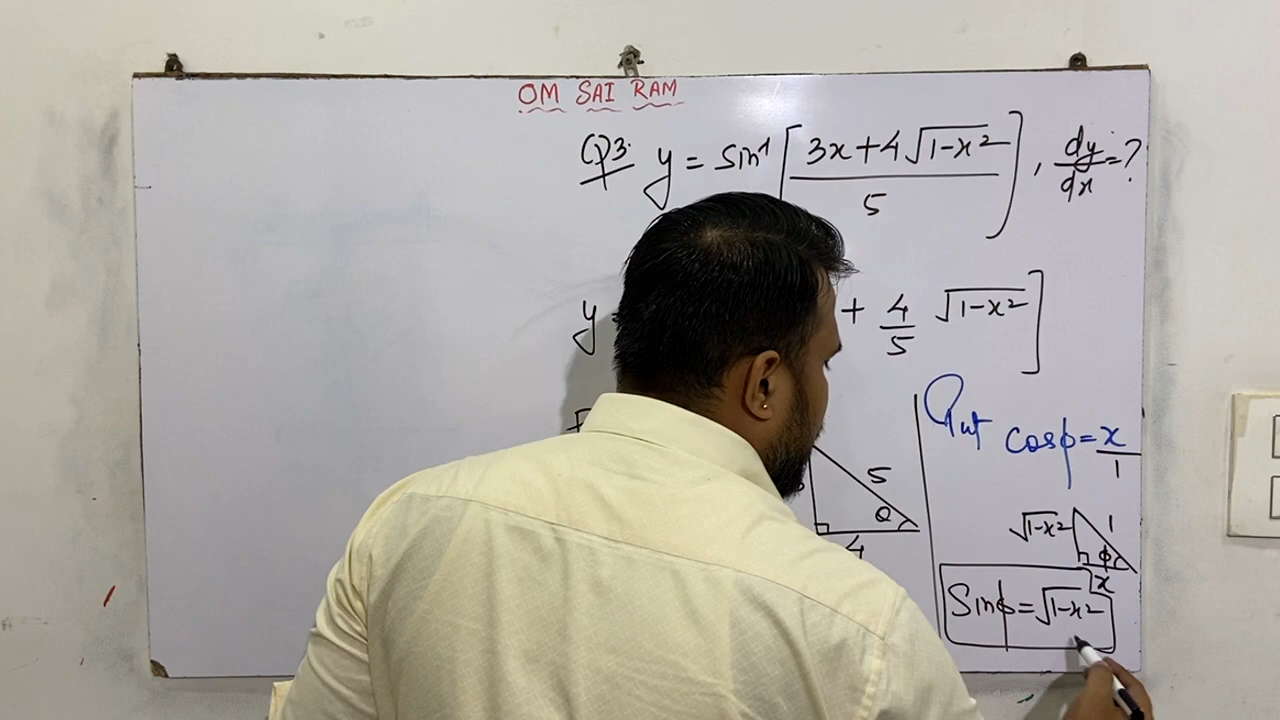 OM SAI RAM
Q3. y = Sin⁻¹ [ (3x + 4√(1-x²)) / 5 ] , dy/dx = ?
y + 4/5 √(1-x²) ]
Put cosϕ = x/1
5
θ
4
√(1-x²)
1
ϕ
x
Sinϕ = √(1-x²)